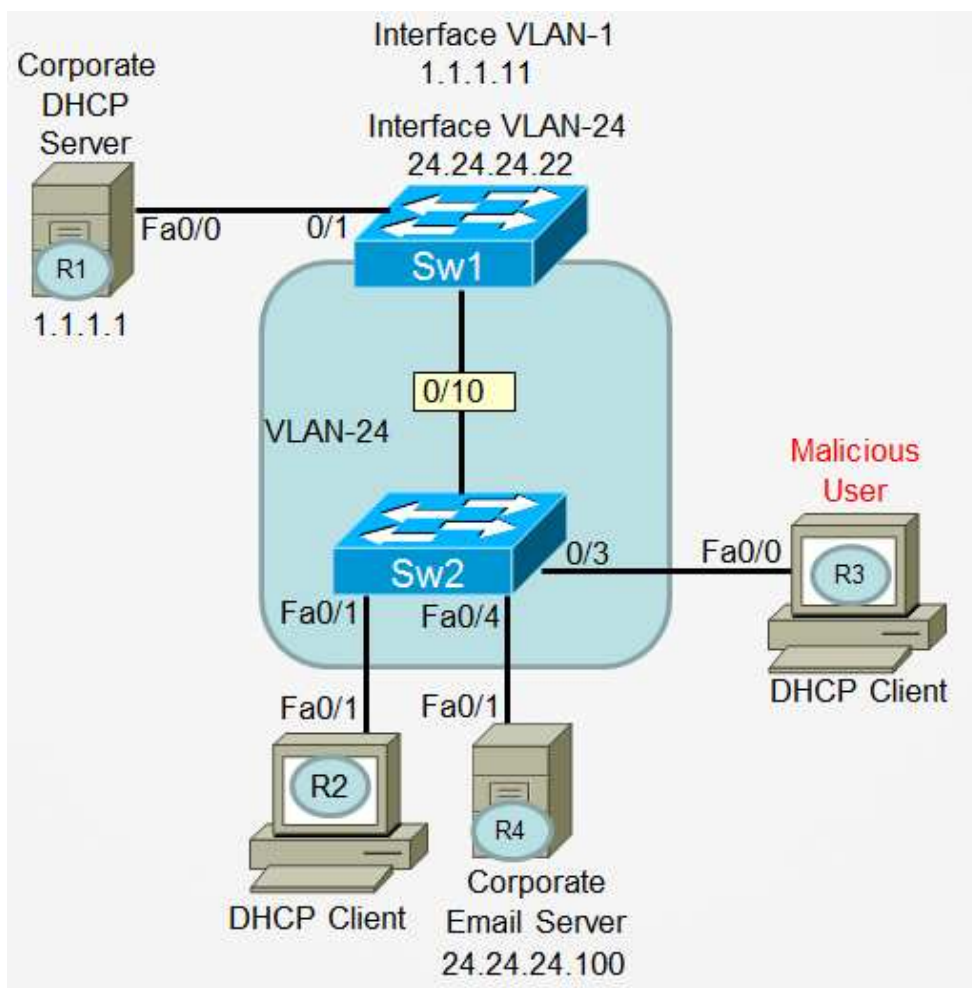 Interface VLAN-1
1.1.1.11
Corporate
DHCP
Server
Interface VLAN-24
24.24.24.22
Fa0/0
0/1
R1
Sw1
1.1.1.1
0/10
VLAN-24
Malicious
User
0/3
Fa0/0
Sw2
R3
Fa0/1
Fa0/4
DHCP Client
Fa0/1
Fa0/1
R2
R4
DHCP Client
Corporate
Email Server
24.24.24.100